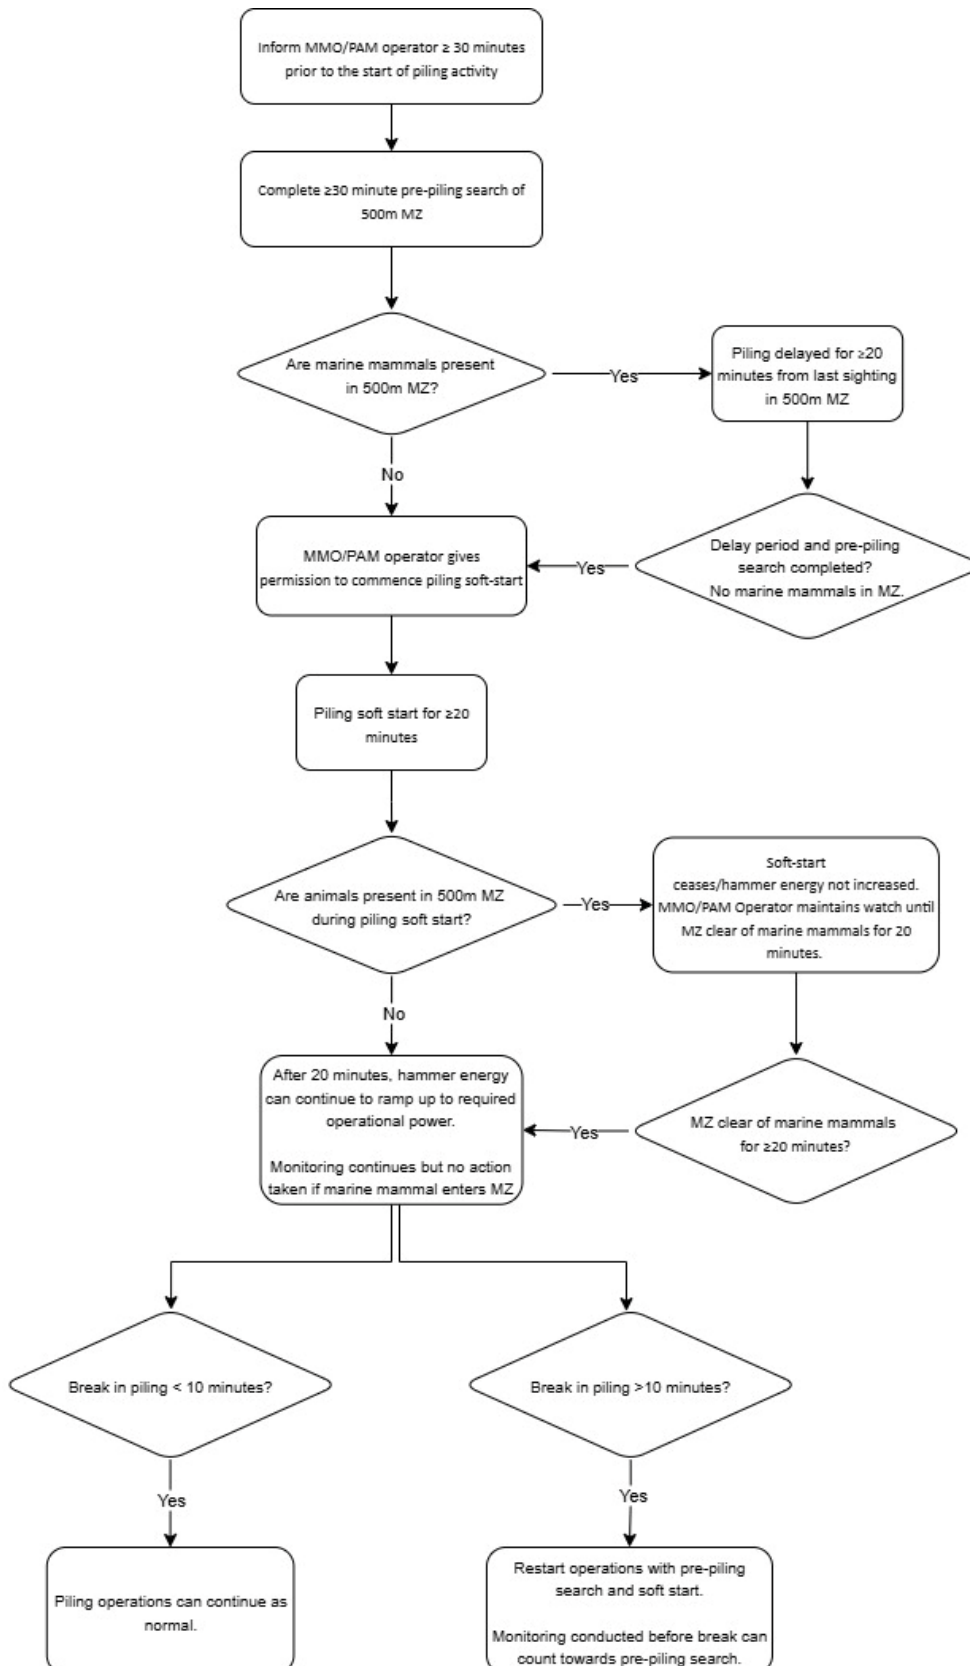 Inform MMO/PAM operator ≥ 30 minutes
prior to the start of piling activity
Complete ≥30 minute pre-piling search of
500m MZ
Are marine mammals present
in 500m MZ?
Yes
Piling delayed for ≥20
minutes from last sighting
in 500m MZ
No
Delay period and pre-piling
search completed?
No marine mammals in MZ.
Yes
MMO/PAM operator gives
permission to commence piling soft-start
Piling soft start for ≥20
minutes
Are animals present in 500m MZ
during piling soft start?
Yes
Soft-start
ceases/hammer energy not increased.
MMO/PAM Operator maintains watch until
MZ clear of marine mammals for 20
minutes.
No
MZ clear of marine mammals
for ≥20 minutes?
Yes
After 20 minutes, hammer energy
can continue to ramp up to required
operational power.
Monitoring continues but no action
taken if marine mammal enters MZ
Break in piling < 10 minutes?
Break in piling >10 minutes?
Yes
Yes
Piling operations can continue as
normal.
Restart operations with pre-piling
search and soft start.
Monitoring conducted before break can
count towards pre-piling search.